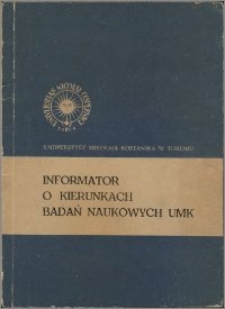 UNIWERSYTET MIKOŁAJA KOPERNIKA W TORUNIU
INFORMATOR
O KIERUNKACH
BADAŃ NAUKOWYCH UMK